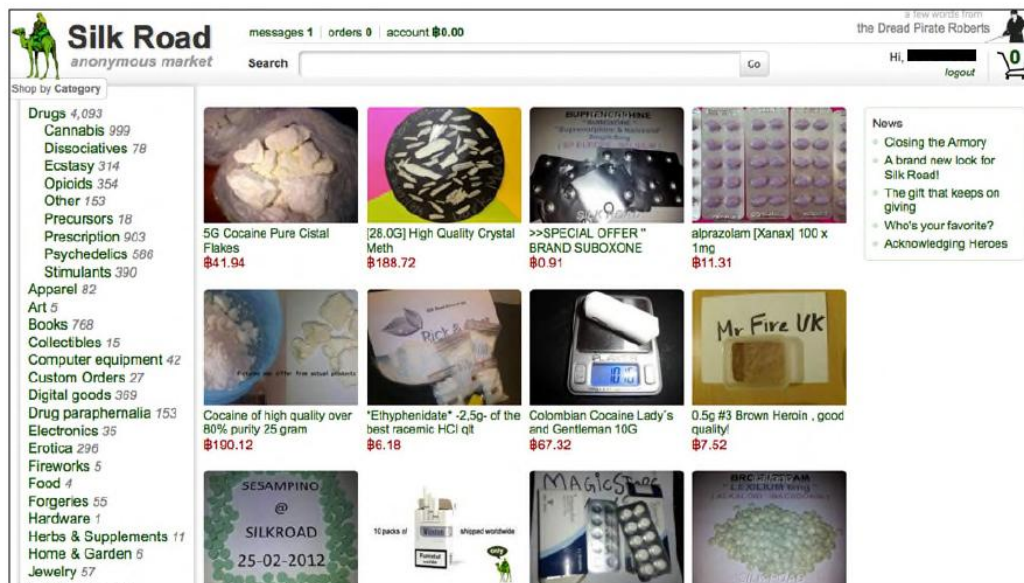 Silk Road
anonymous market
messages 1 | orders 0 | account ฿0.00
a few words from
the Dread Pirate Roberts
Search
Go
Hi,
logout
0
Shop by Category
Drugs 4,093
Cannabis 999
Dissociatives 78
Ecstasy 314
Opioids 354
Other 153
Precursors 18
Prescription 903
Psychedelics 586
Stimulants 390
Apparel 82
Art 5
Books 768
Collectibles 15
Computer equipment 42
Custom Orders 27
Digital goods 369
Drug paraphernalia 153
Electronics 35
Erotica 296
Fireworks 5
Food 4
Forgeries 55
Hardware 1
Herbs & Supplements 11
Home & Garden 6
Jewelry 57
5G Cocaine Pure Cistal
Flakes
฿41.94
[28.0G] High Quality Crystal
Meth
฿188.72
SILK ROAD
>>SPECIAL OFFER "
BRAND SUBOXONE
฿0.91
alprazolam [Xanax] 100 x
1mg
฿11.31
Cocaine of high quality over
80% purity 25 gram
฿190.12
*Ethyphenidate* -2,5g- of the
best racemic HCl qlt
฿6.18
Colombian Cocaine Lady´s
and Gentleman 10G
฿67.32
Mr Fire UK
0.5g #3 Brown Heroin , good
quality!
฿7.52
SESAMPINO
@
SILKROAD
25-02-2012
10 packs of
Winston
shipped worldwide
only
SILKROAD
News
Closing the Armory
A brand new look for
Silk Road!
The gift that keeps on
giving
Who's your favorite?
Acknowledging Heroes